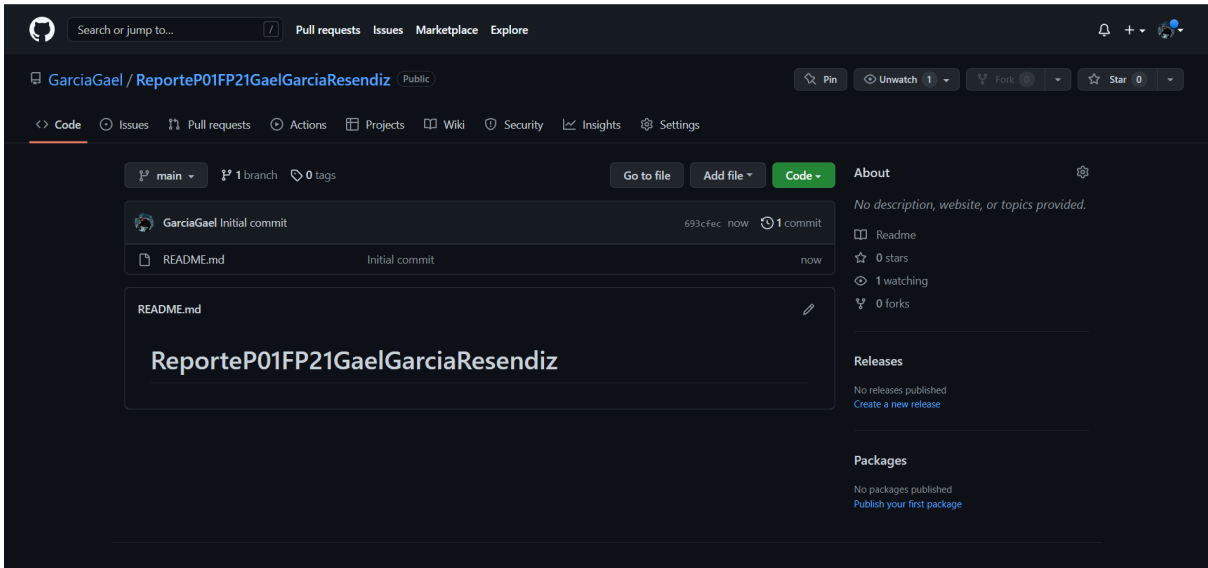 Search or jump to... / Pull requests Issues Marketplace Explore
GarciaGael / ReporteP01FP21GaelGarciaResendiz Public
Pin Unwatch 1 Fork 0 Star 0
<> Code Issues Pull requests Actions Projects Wiki Security Insights Settings
main 1 branch 0 tags Go to file Add file Code
GarciaGael Initial commit 693cfec now 1 commit
README.md Initial commit now
README.md
ReporteP01FP21GaelGarciaResendiz
About
No description, website, or topics provided.
Readme
0 stars
1 watching
0 forks
Releases
No releases published
Create a new release
Packages
No packages published
Publish your first package